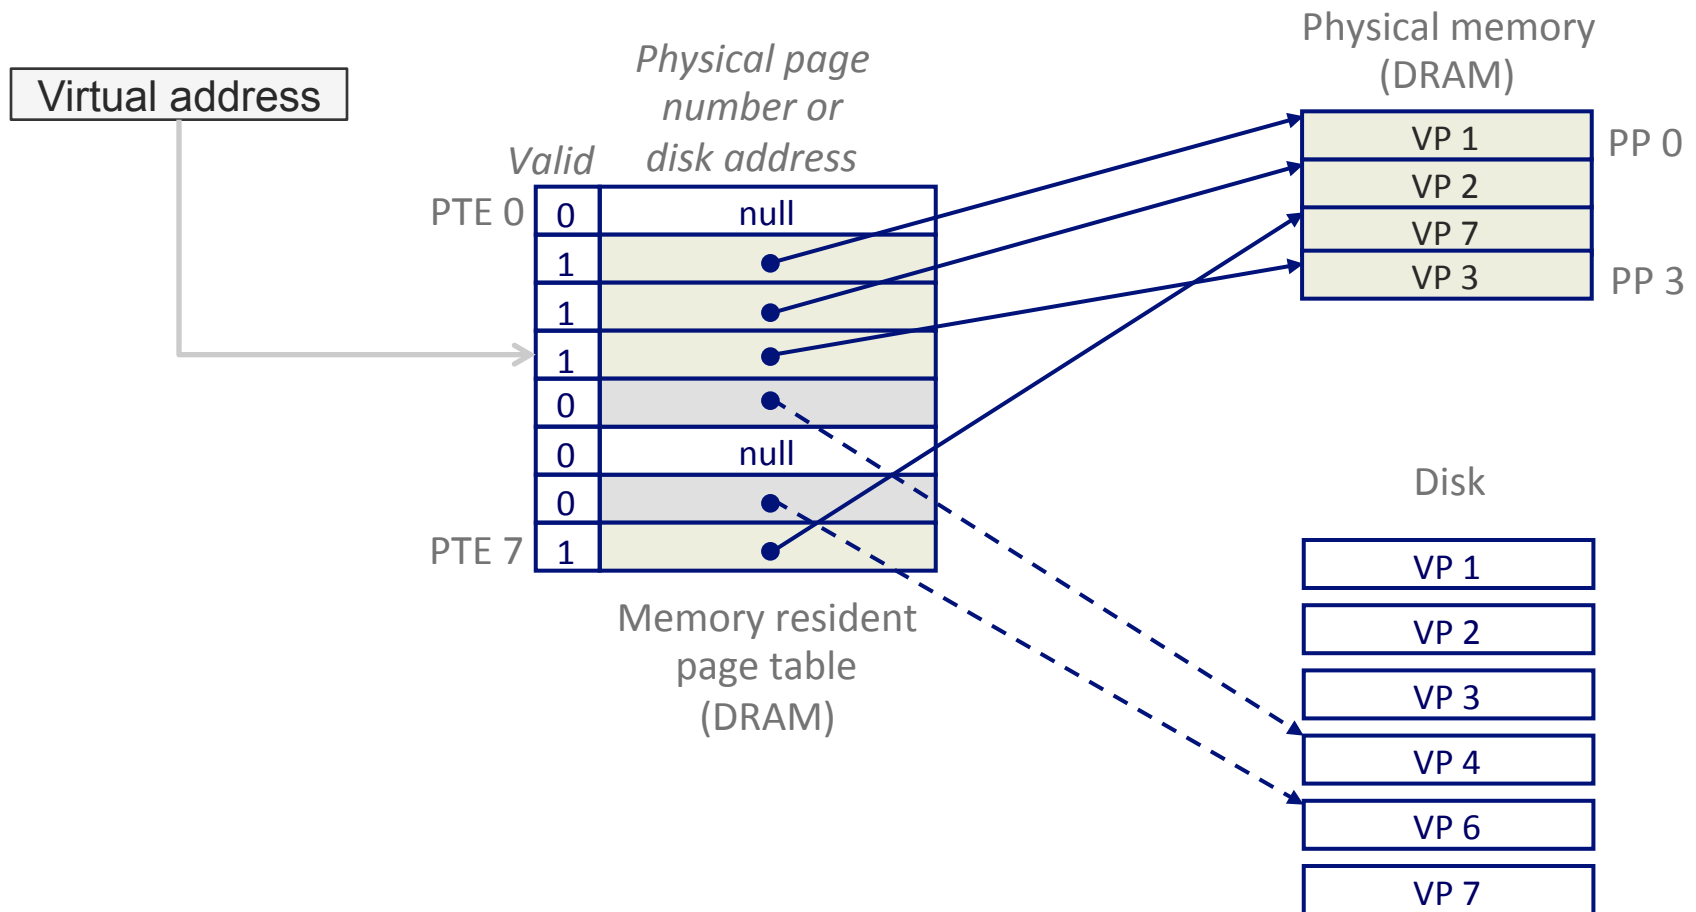 Virtual address
Physical page
number or
disk address
Valid
PTE 0
0
null
1
1
1
0
0
null
0
PTE 7
1
Memory resident
page table
(DRAM)
Physical memory
(DRAM)
VP 1
PP 0
VP 2
VP 7
VP 3
PP 3
Disk
VP 1
VP 2
VP 3
VP 4
VP 6
VP 7